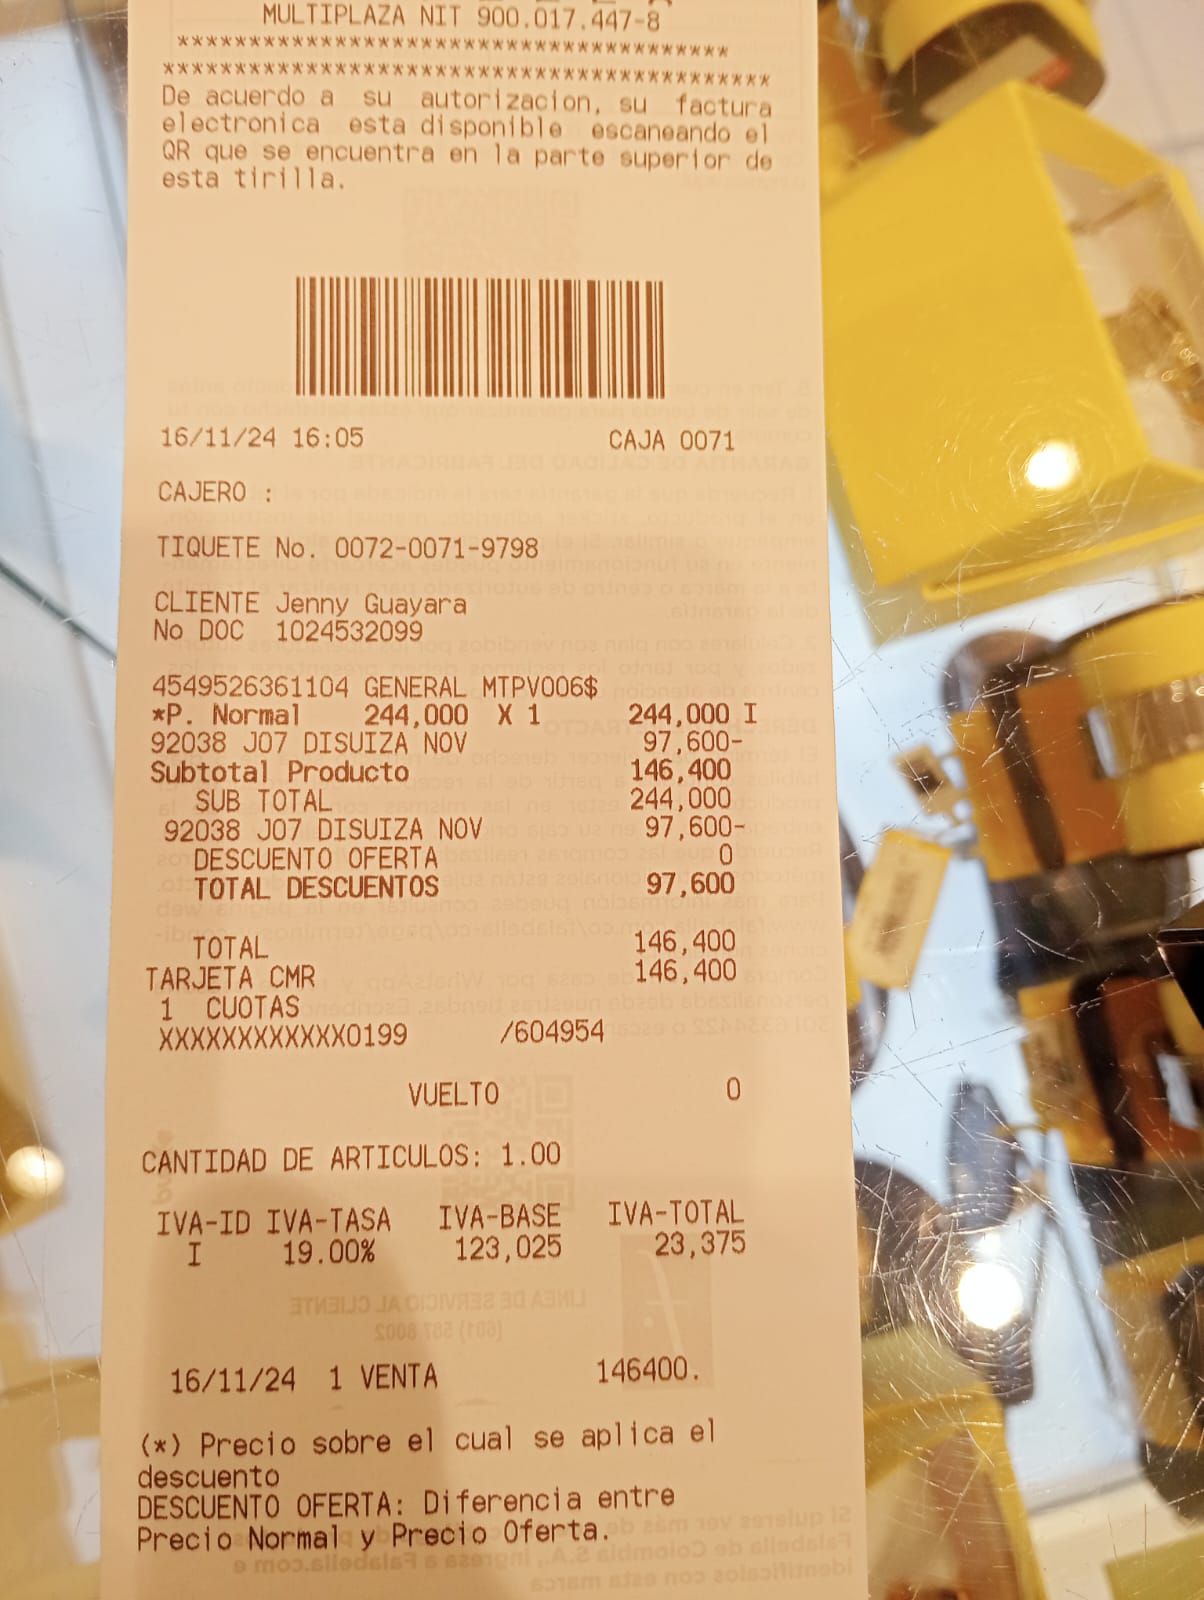 MULTIPLAZA NIT 900.017.447-8
***************************************
*******************************************
De acuerdo a su autorizacion, su factura
electronica esta disponible escaneando el
QR que se encuentra en la parte superior de
esta tirilla.
16/11/24 16:05 CAJA 0071
CAJERO :
TIQUETE No. 0072-0071-9798
CLIENTE Jenny Guayara
No DOC 1024532099
4549526361104 GENERAL MTPV006$
*P. Normal 244,000 X 1 244,000 I
92038 J07 DISUIZA NOV 97,600-
Subtotal Producto 146,400
SUB TOTAL 244,000
92038 J07 DISUIZA NOV 97,600-
DESCUENTO OFERTA 0
TOTAL DESCUENTOS 97,600
TOTAL 146,400
TARJETA CMR 146,400
1 CUOTAS
XXXXXXXXXXXX0199 /604954
VUELTO 0
CANTIDAD DE ARTICULOS: 1.00
IVA-ID IVA-TASA IVA-BASE IVA-TOTAL
I 19.00% 123,025 23,375
16/11/24 1 VENTA 146400.
(*) Precio sobre el cual se aplica el
descuento
DESCUENTO OFERTA: Diferencia entre
Precio Normal y Precio Oferta.